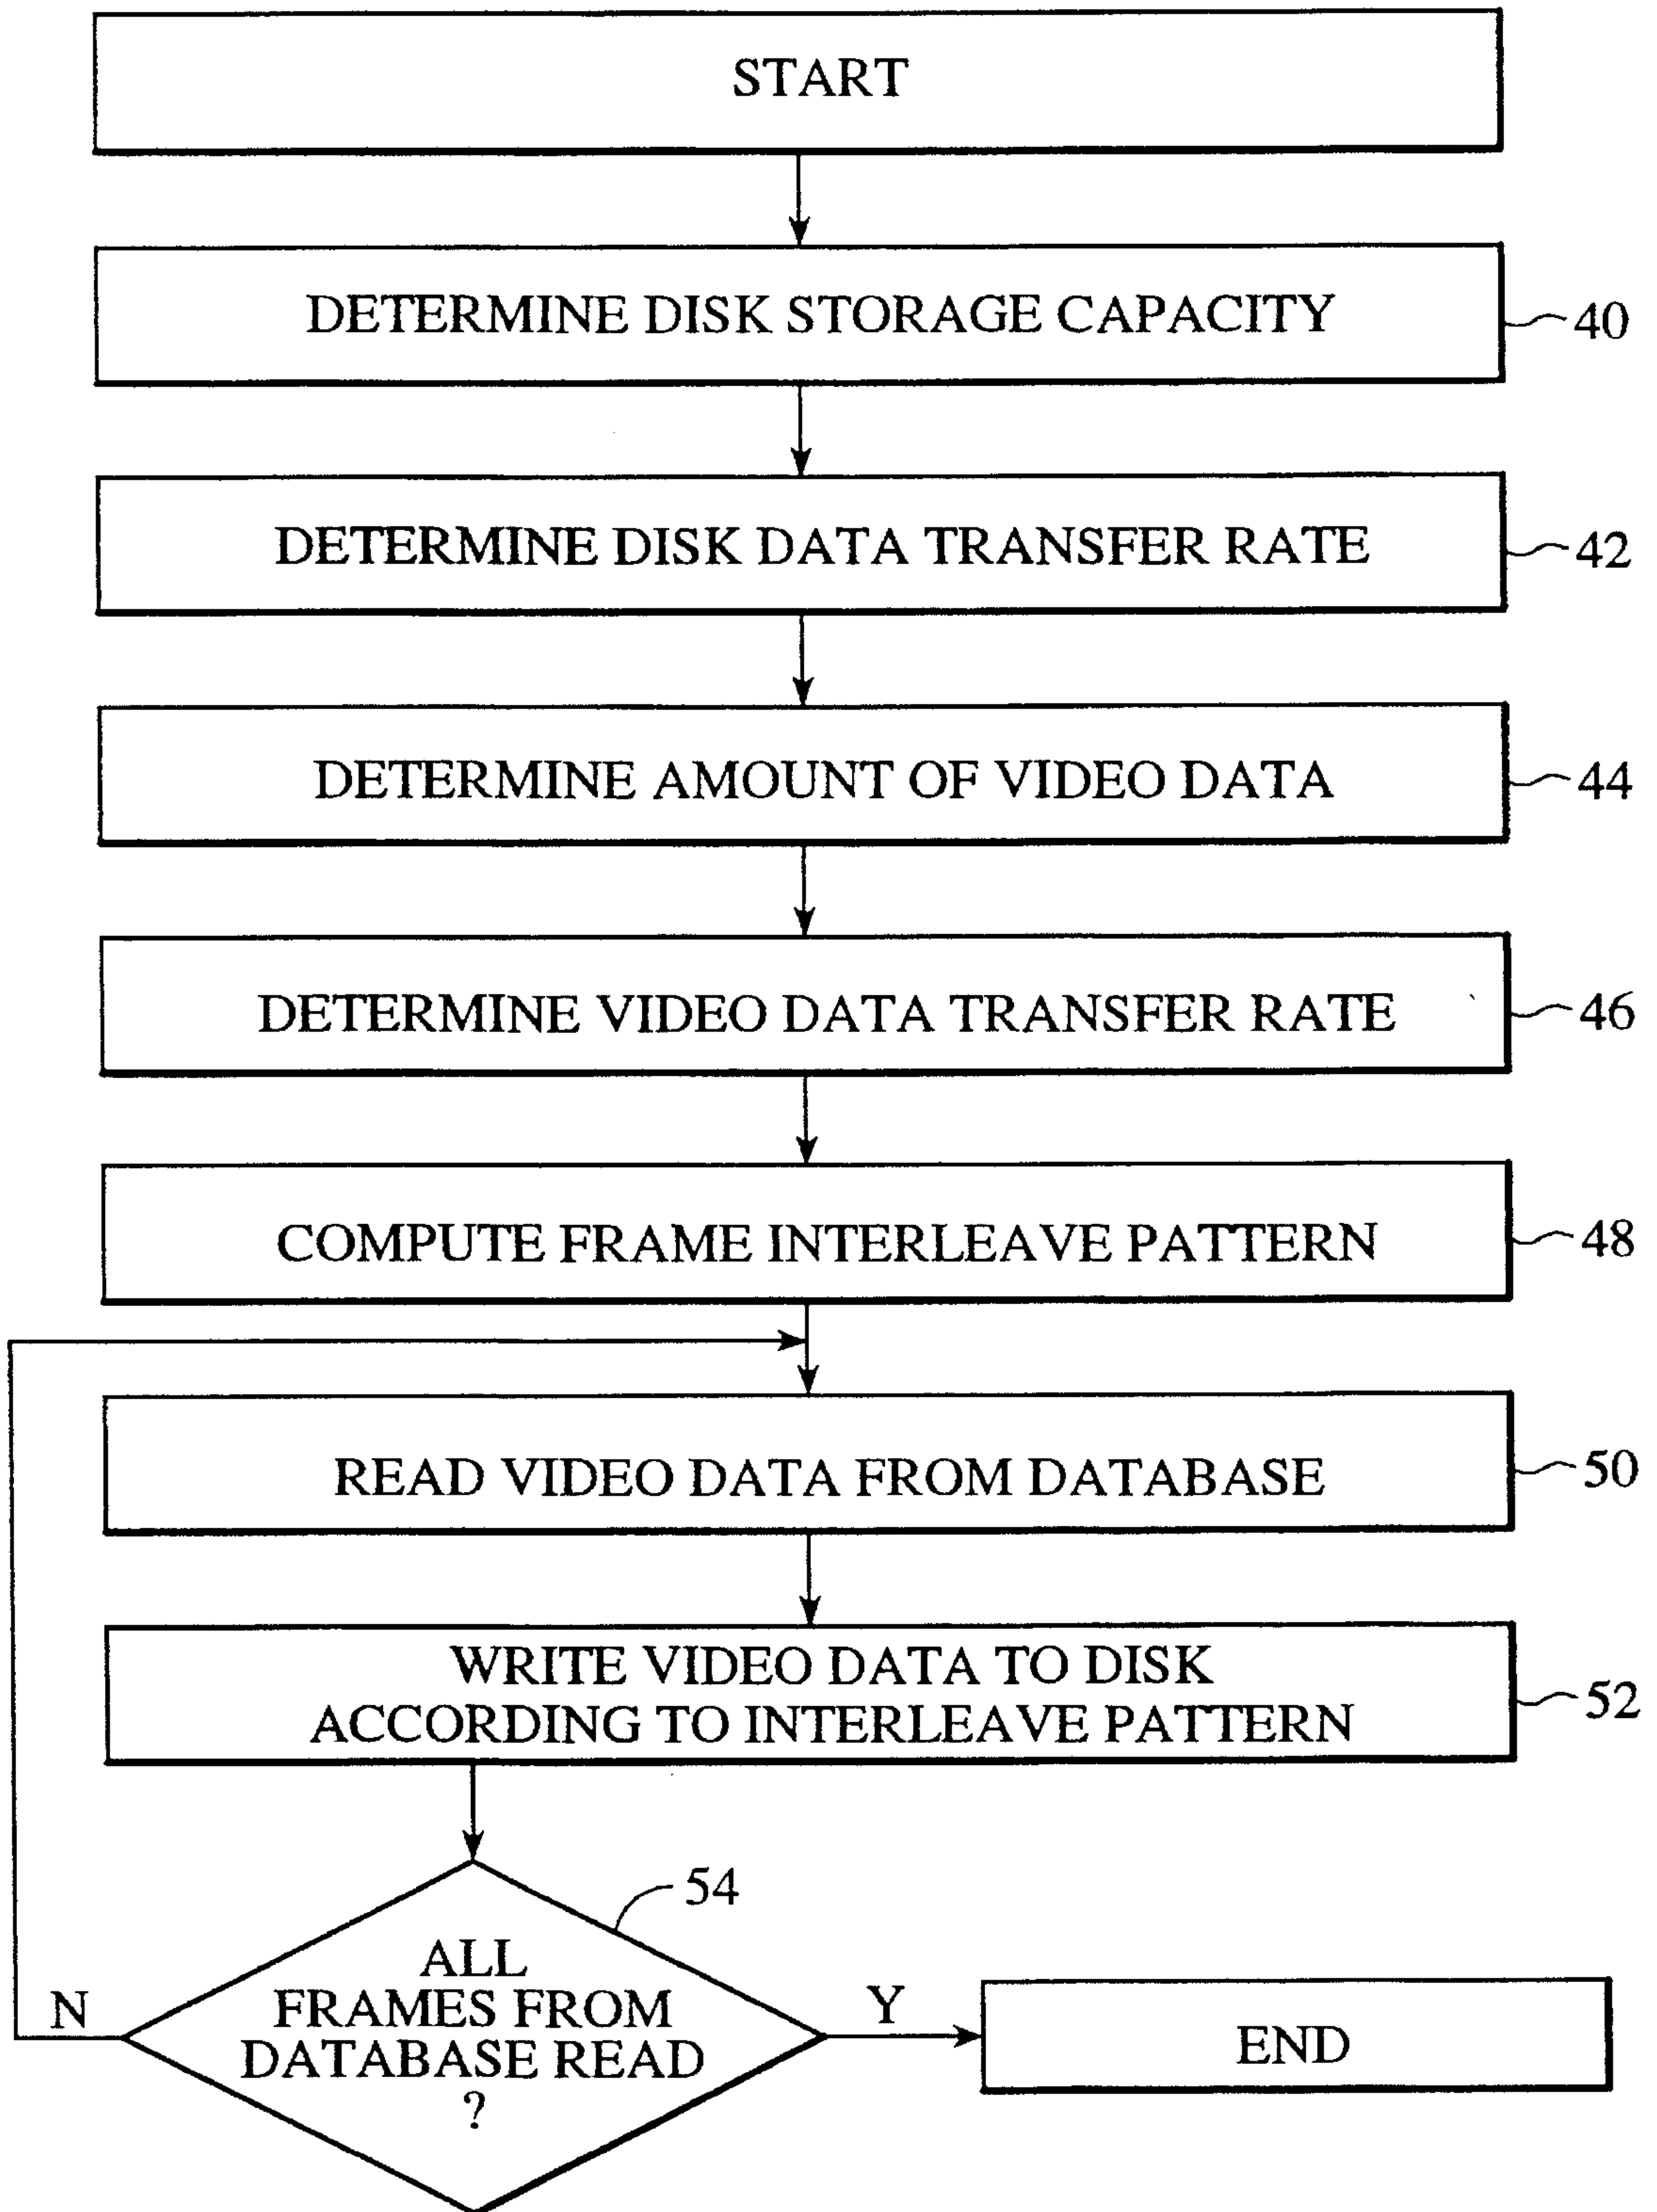 START
DETERMINE DISK STORAGE CAPACITY
40
DETERMINE DISK DATA TRANSFER RATE
42
DETERMINE AMOUNT OF VIDEO DATA
44
DETERMINE VIDEO DATA TRANSFER RATE
46
COMPUTE FRAME INTERLEAVE PATTERN
48
READ VIDEO DATA FROM DATABASE
50
WRITE VIDEO DATA TO DISK
ACCORDING TO INTERLEAVE PATTERN
52
54
ALL
FRAMES FROM
DATABASE READ
?
N
Y
END